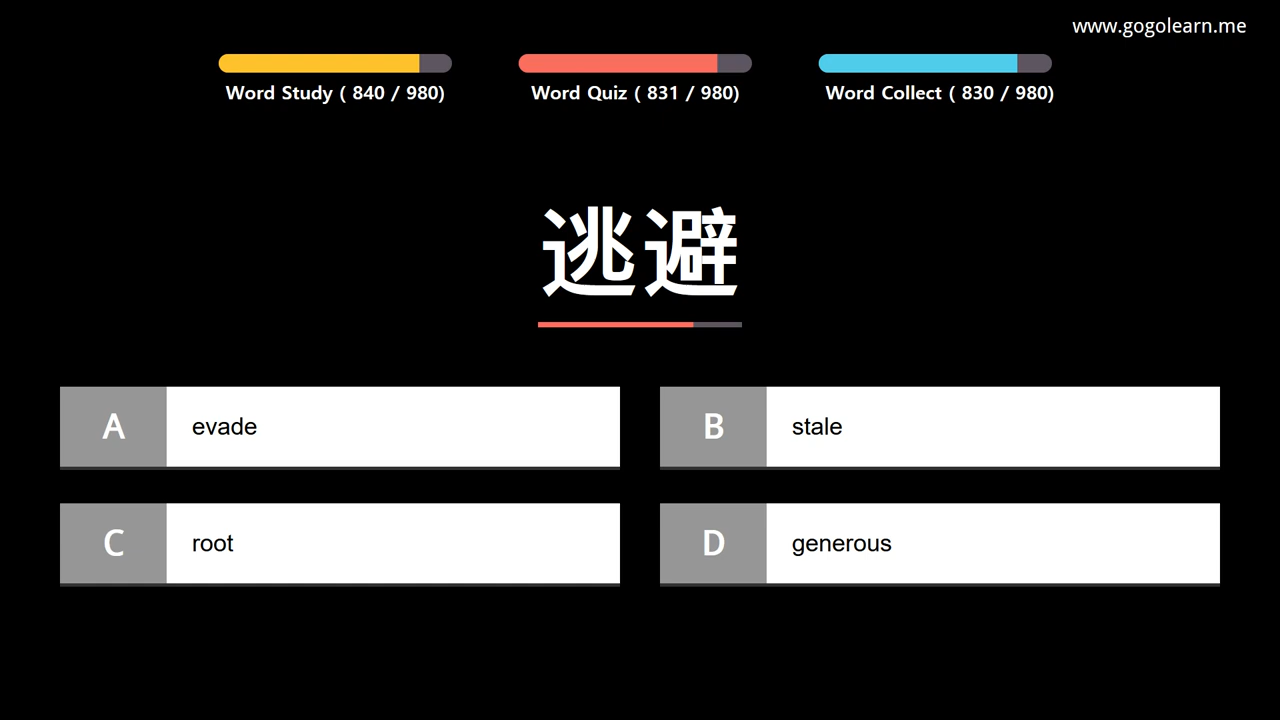 www.gogolearn.me
Word Study ( 840 / 980)
Word Quiz ( 831 / 980)
Word Collect ( 830 / 980)
逃避
A evade
B stale
C root
D generous